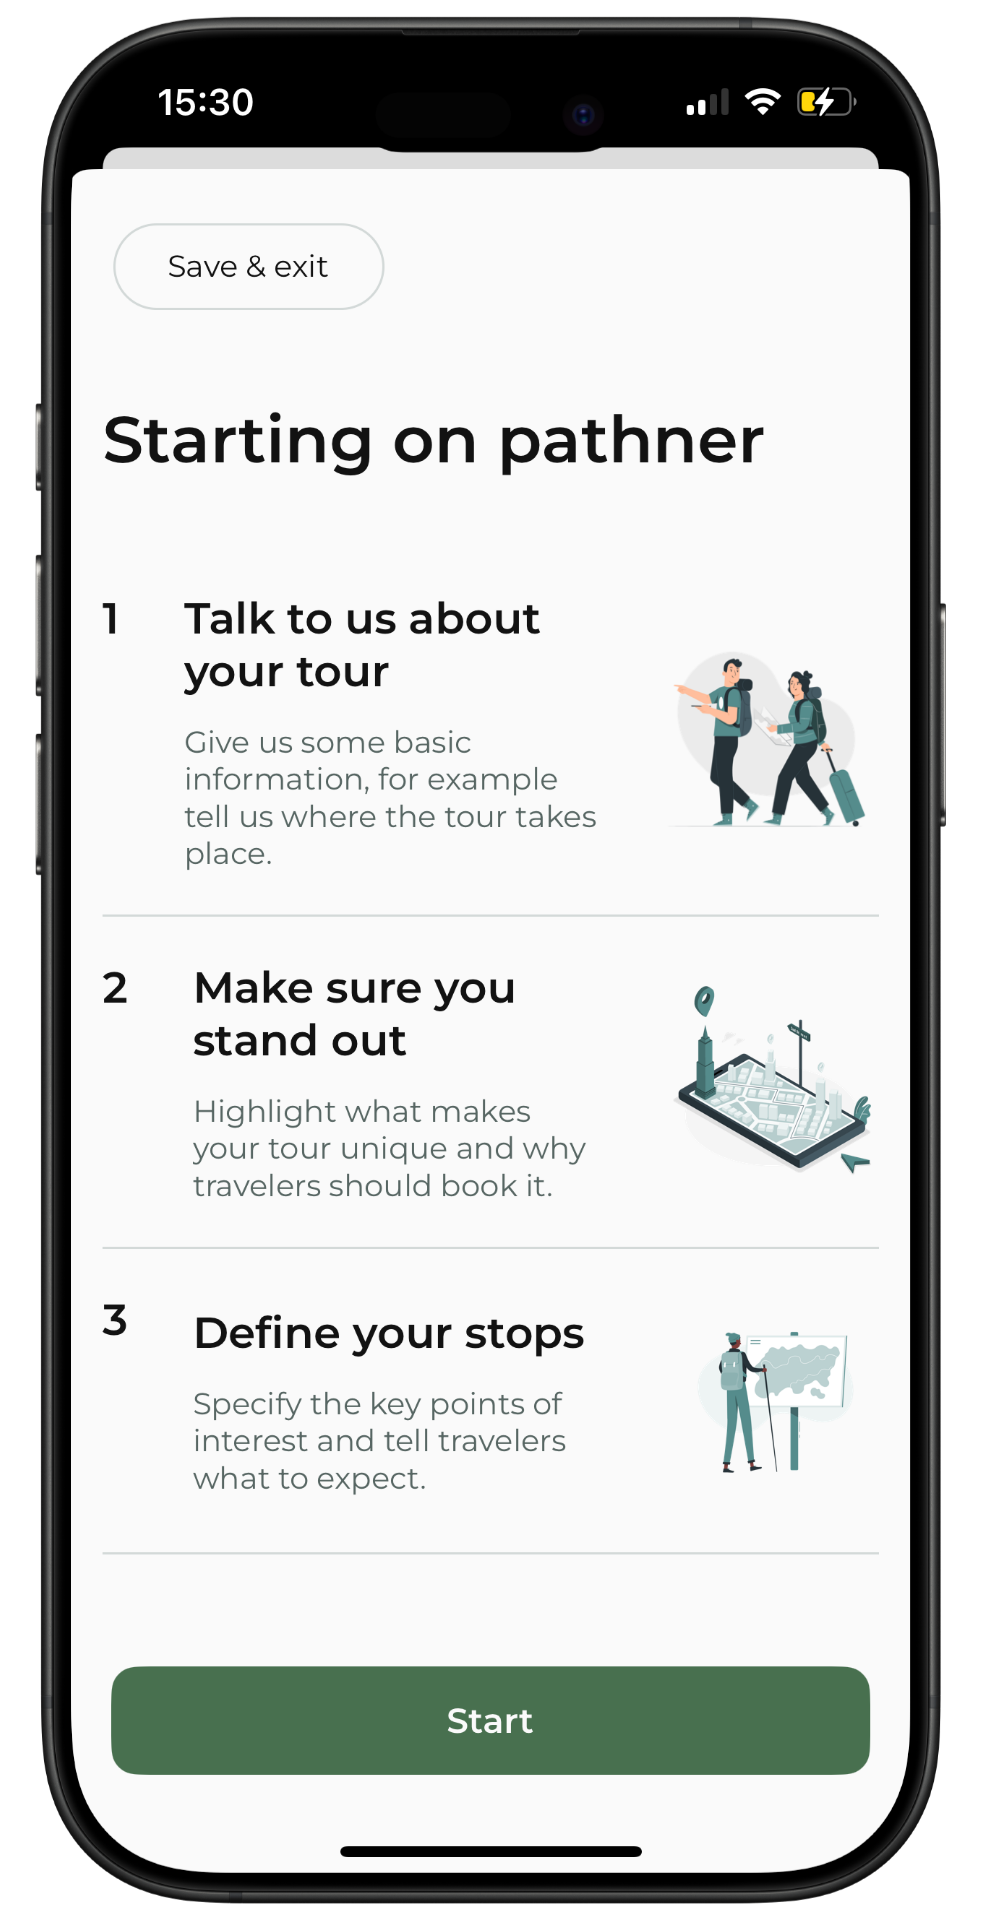 15:30
Save & exit
Starting on pathner
1
Talk to us about
your tour
Give us some basic
information, for example
tell us where the tour takes
place.
2
Make sure you
stand out
Highlight what makes
your tour unique and why
travelers should book it.
3
Define your stops
Specify the key points of
interest and tell travelers
what to expect.
Start